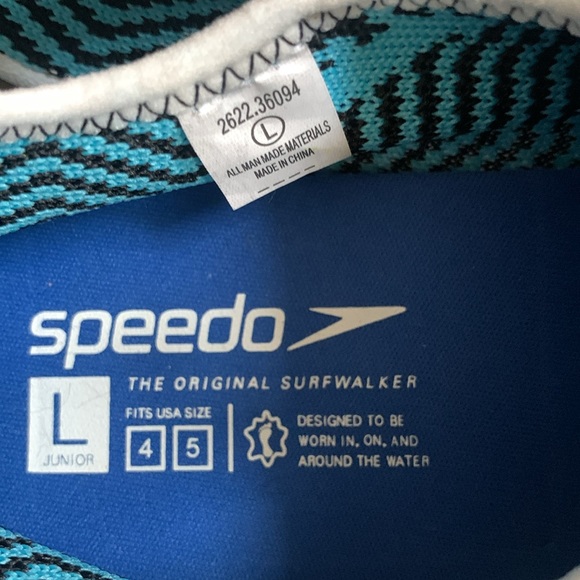 2622.36094
L
ALL MAN MADE MATERIALS
MADE IN CHINA
speedo
THE ORIGINAL SURFWALKER
L
JUNIOR
FITS USA SIZE
4 5
DESIGNED TO BE
WORN IN, ON, AND
AROUND THE WATER